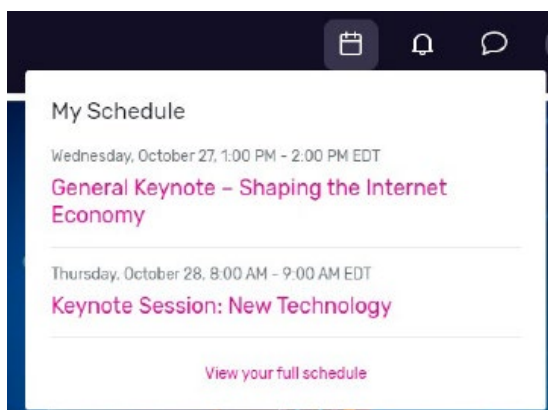 My Schedule
Wednesday, October 27, 1:00 PM - 2:00 PM EDT
General Keynote – Shaping the Internet
Economy
Thursday, October 28, 8:00 AM - 9:00 AM EDT
Keynote Session: New Technology
View your full schedule